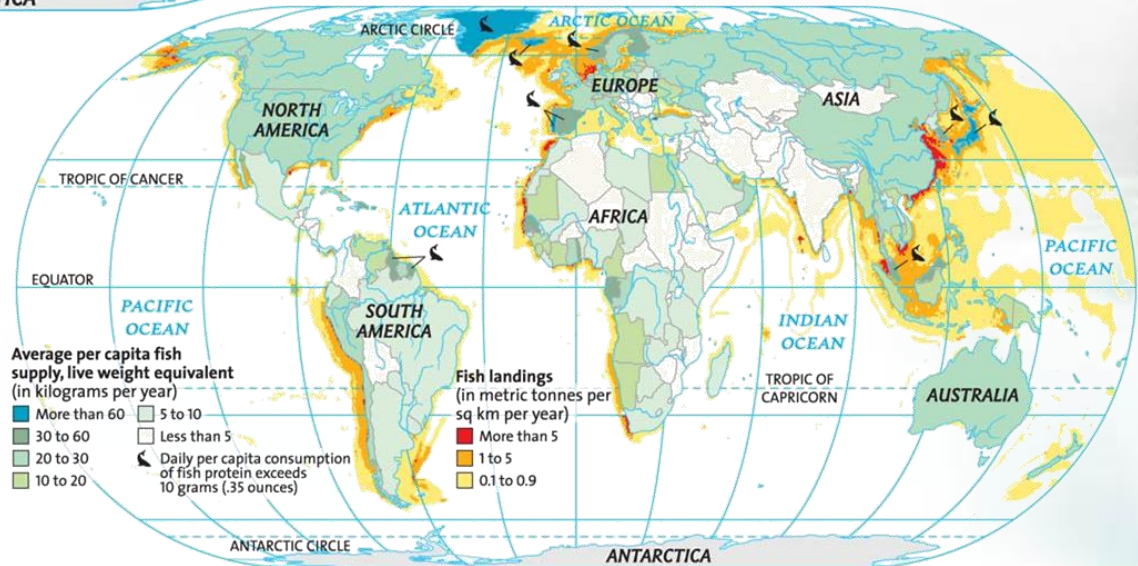 ICA
ARCTIC CIRCLE
ARCTIC OCEAN
EUROPE
ASIA
NORTH
AMERICA
TROPIC OF CANCER
ATLANTIC
OCEAN
AFRICA
PACIFIC
OCEAN
EQUATOR
PACIFIC
OCEAN
SOUTH
AMERICA
INDIAN
OCEAN
TROPIC OF
CAPRICORN
AUSTRALIA
Average per capita fish
supply, live weight equivalent
(in kilograms per year)
More than 60
30 to 60
20 to 30
10 to 20
5 to 10
Less than 5
Daily per capita consumption
of fish protein exceeds
10 grams (.35 ounces)
Fish landings
(in metric tonnes per
sq km per year)
More than 5
1 to 5
0.1 to 0.9
ANTARCTIC CIRCLE
ANTARCTICA